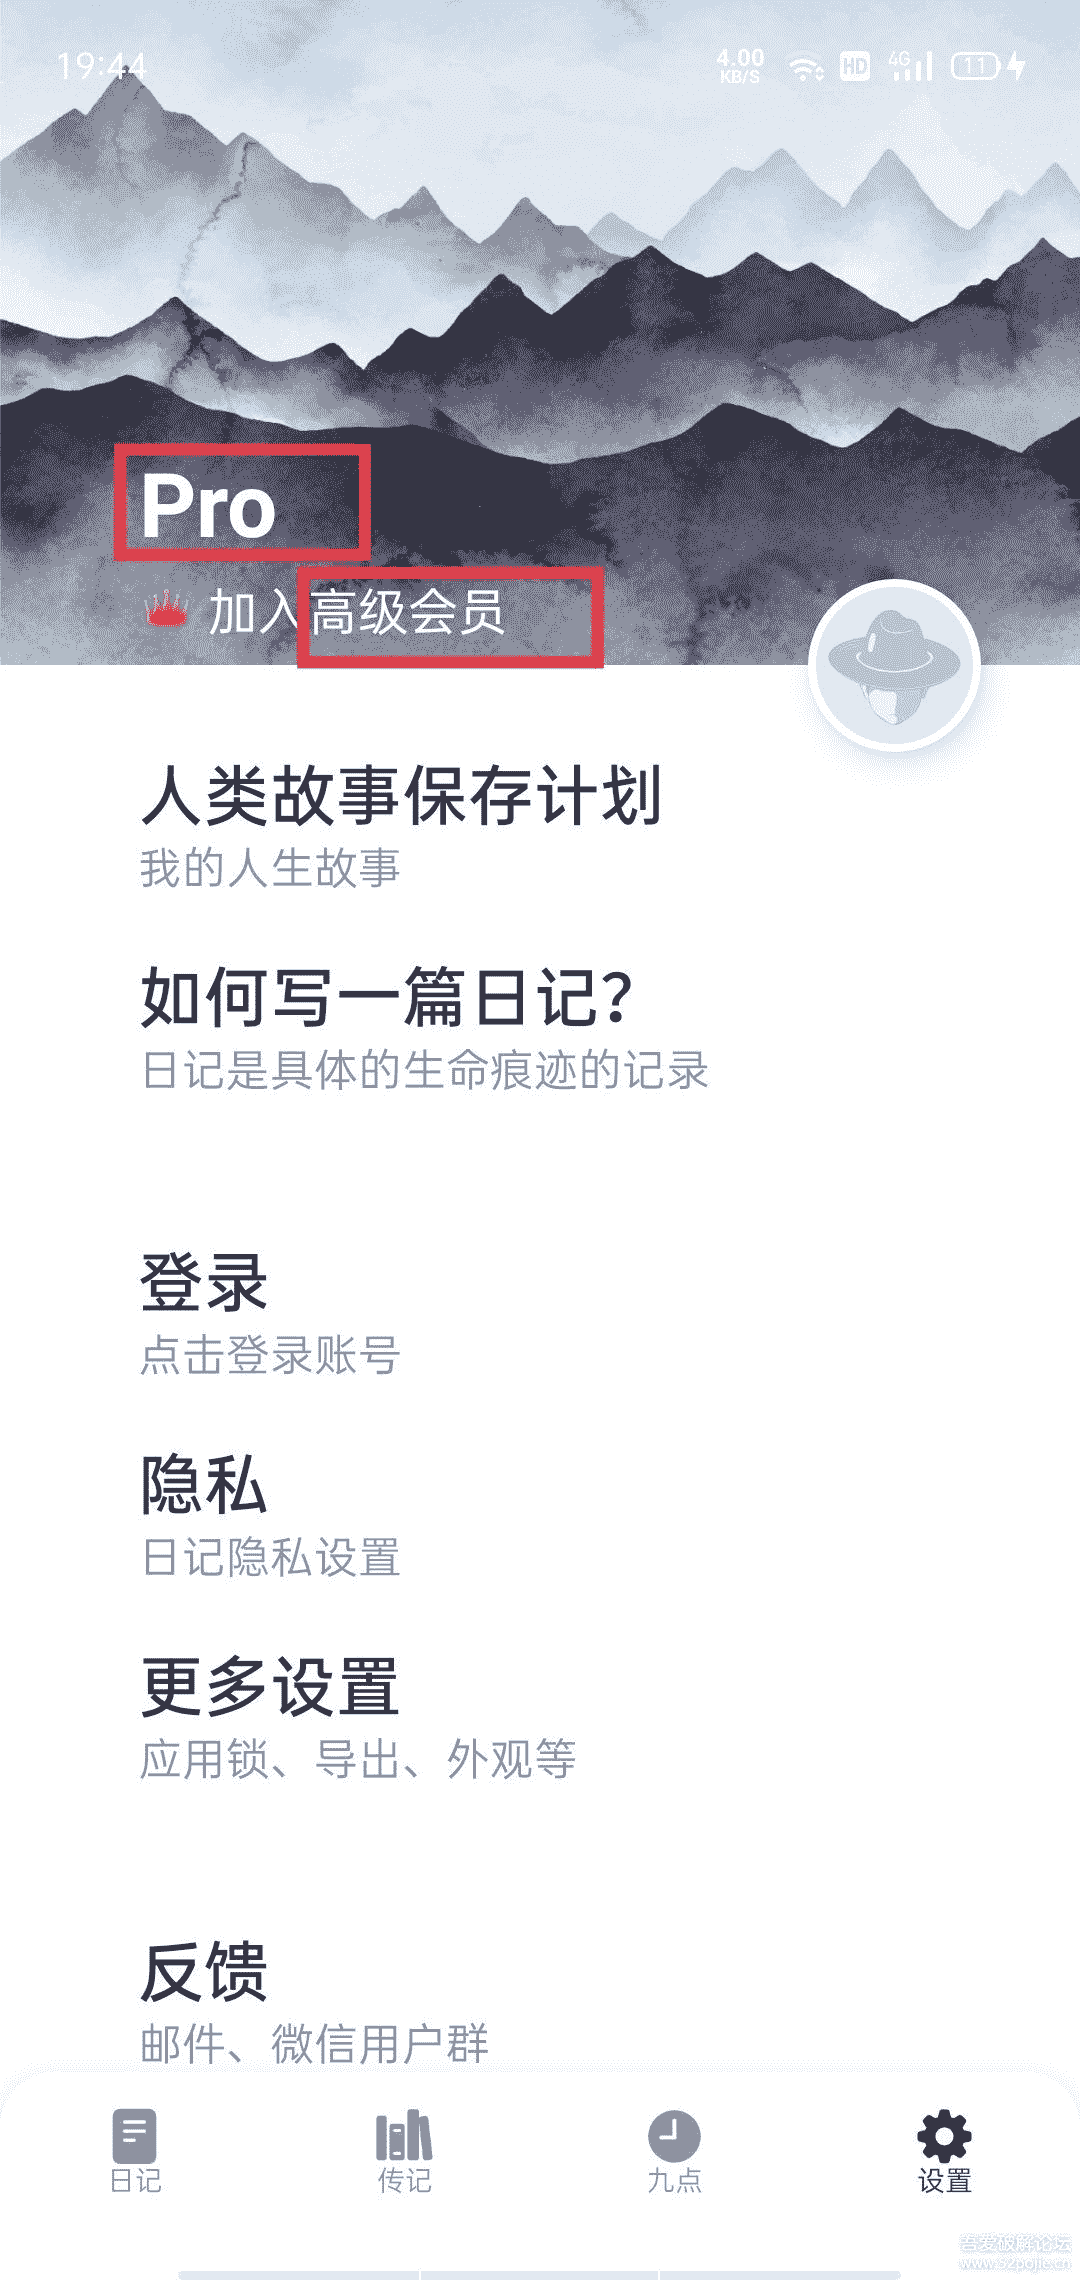 19:44 4.00 KB/S HD 4G 11
Pro
加入高级会员
人类故事保存计划
我的人生故事
如何写一篇日记?
日记是具体的生命痕迹的记录
登录
点击登录账号
隐私
日记隐私设置
更多设置
应用锁、导出、外观等
反馈
邮件、微信用户群
日记 传记 九点 设置
吾爱破解论坛
www.52pojie.cn